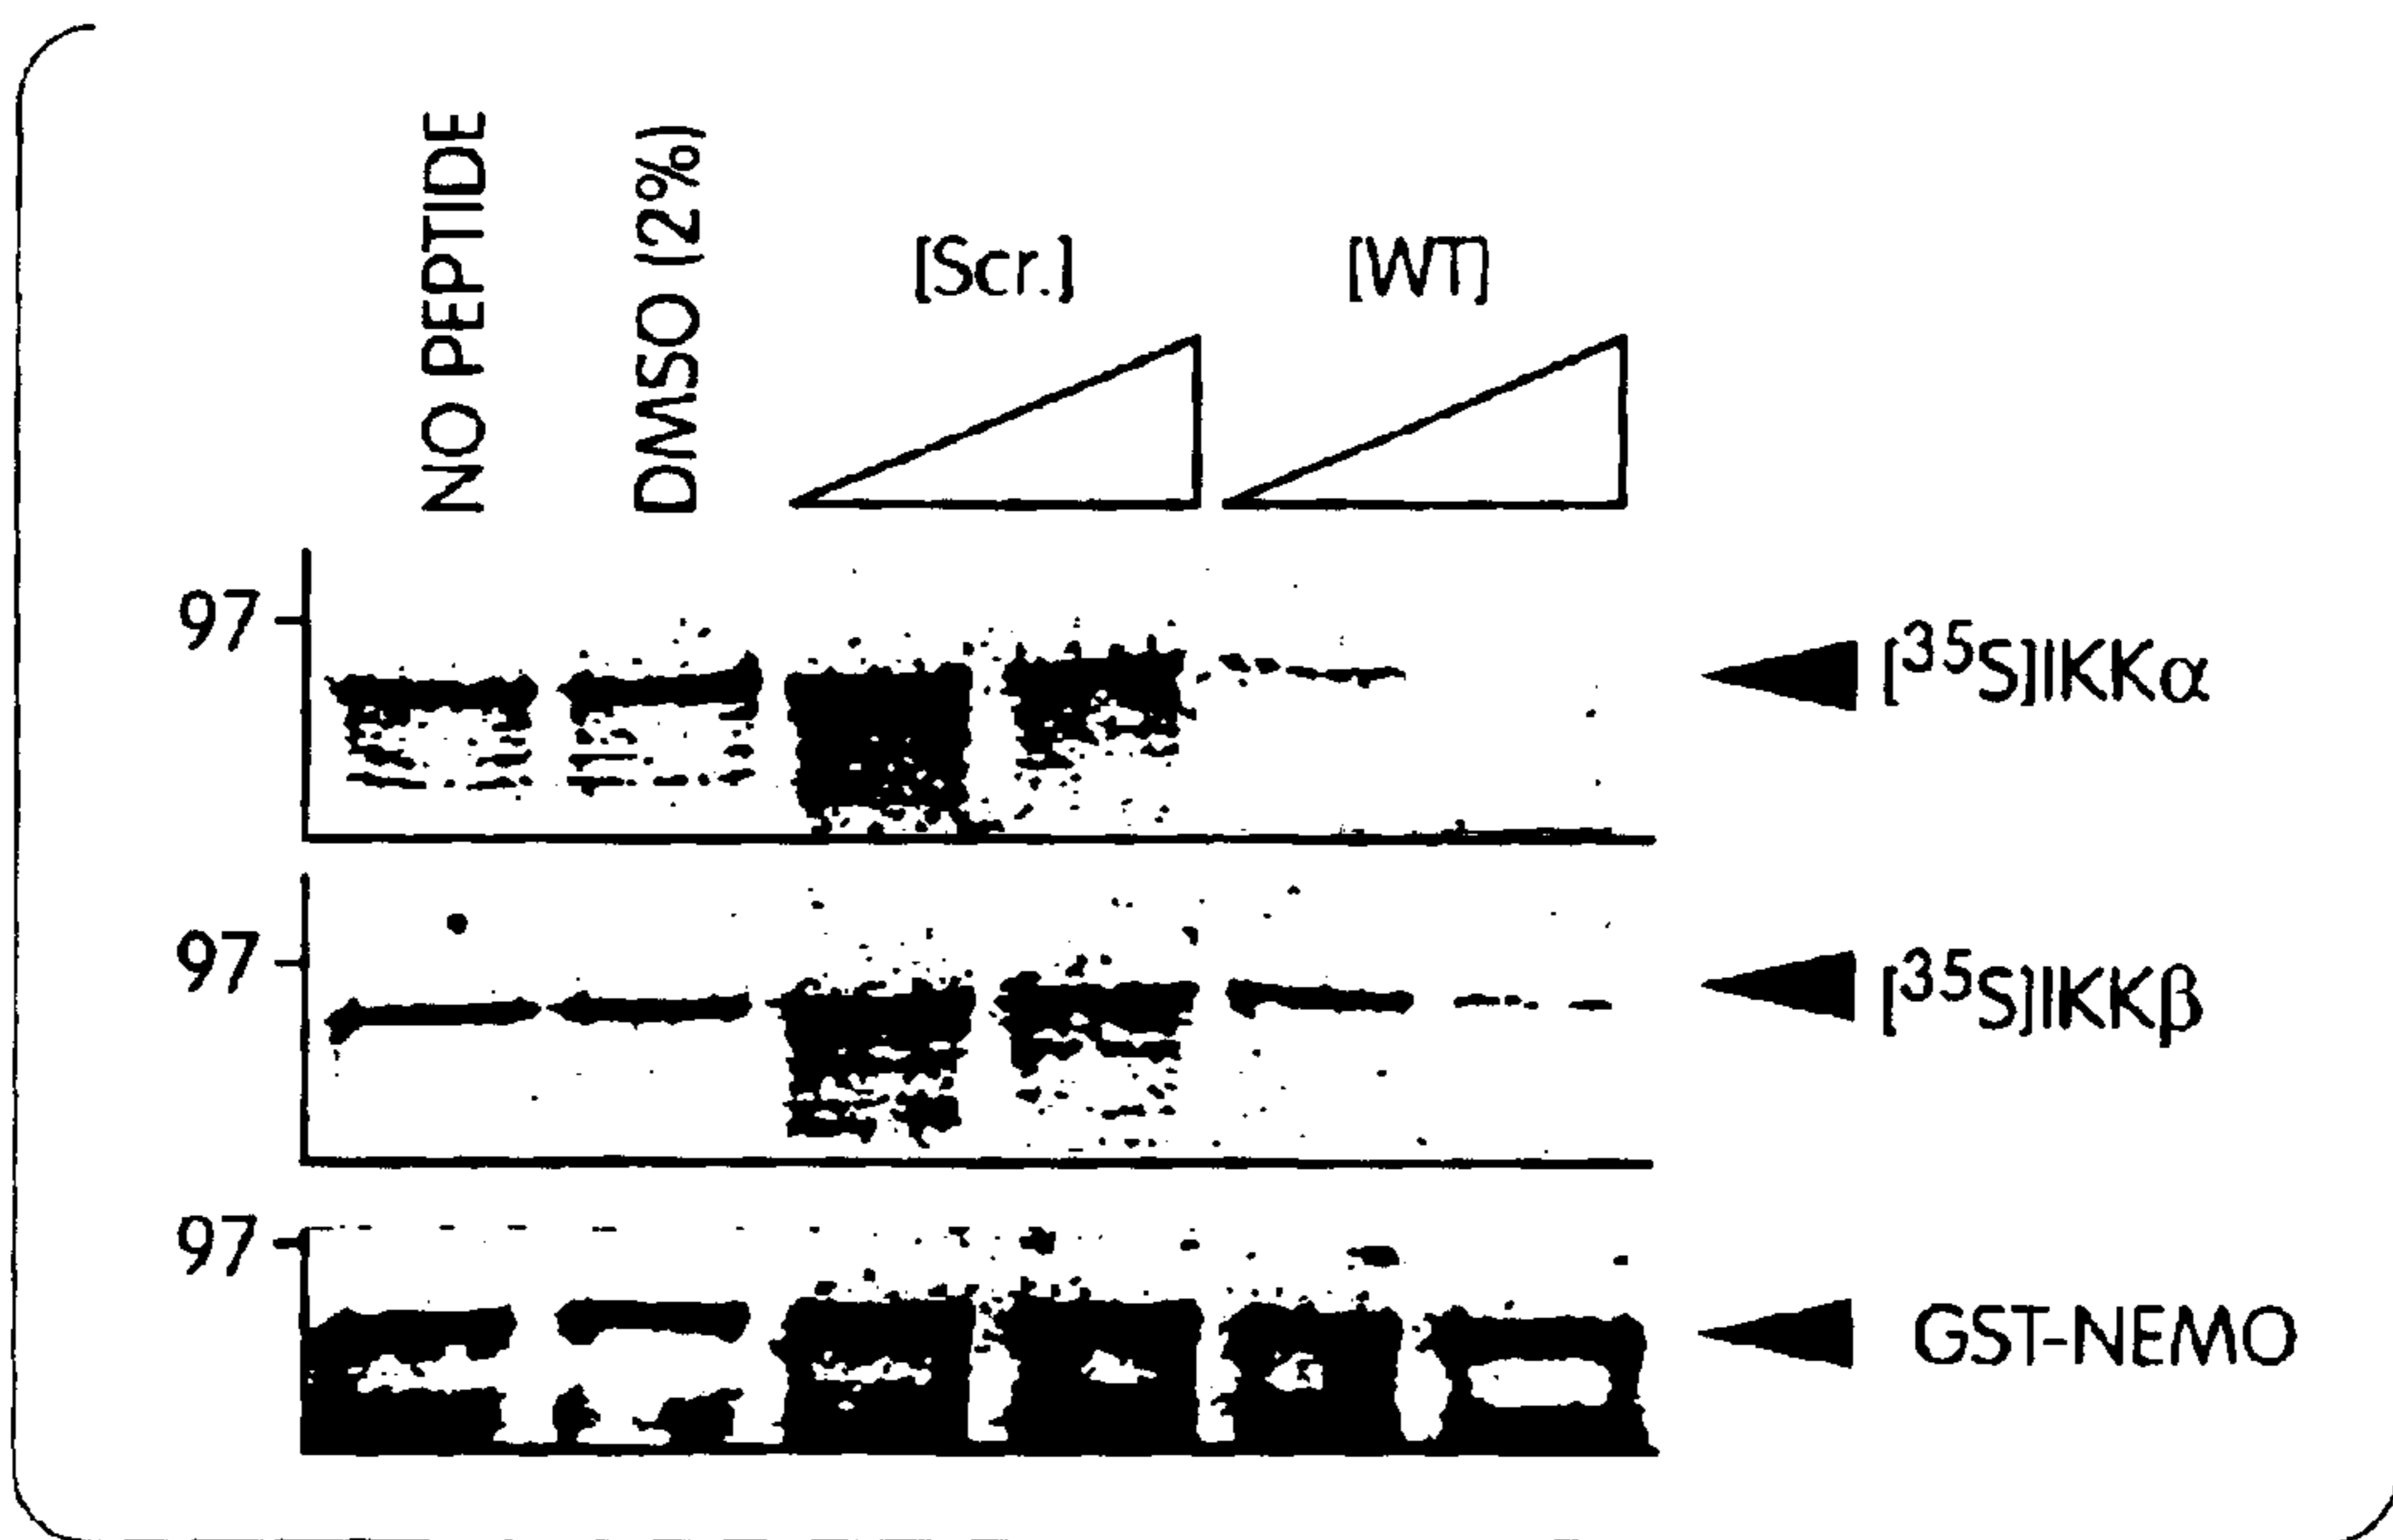 NO PEPTIDE
DMSO (2%)
[Scr.]
[WT]
97
[³⁵S]IKKα
97
[³⁵S]IKKβ
97
GST-NEMO